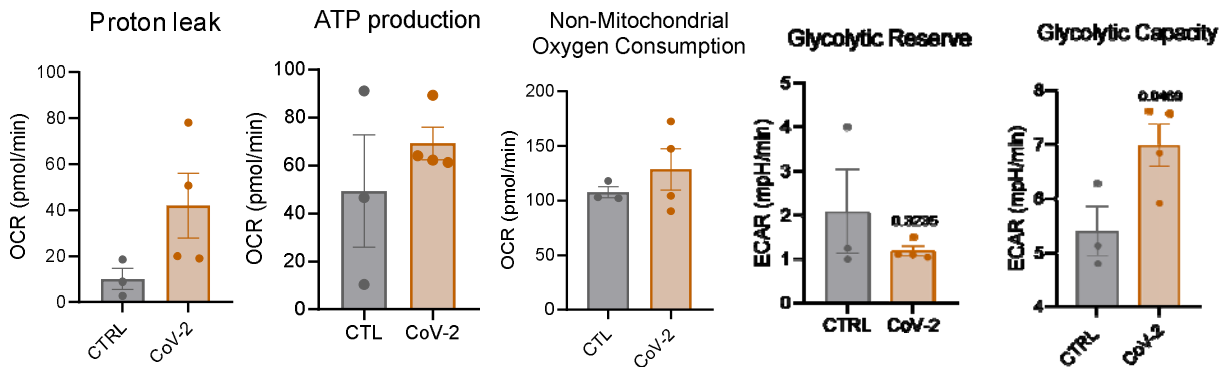 Proton leak
OCR (pmol/min)
100
80
60
40
20
0
CTRL
CoV-2
ATP production
OCR (pmol/min)
100
80
60
40
20
0
CTL
CoV-2
Non-Mitochondrial
Oxygen Consumption
OCR (pmol/min)
200
150
100
50
0
CTL
CoV-2
Glycolytic Reserve
ECAR (mpH/min)
5
4
3
2
1
0
0.3235
CTRL
CoV-2
Glycolytic Capacity
ECAR (mpH/min)
8
7
6
5
4
0.0469
CTRL
CoV-2